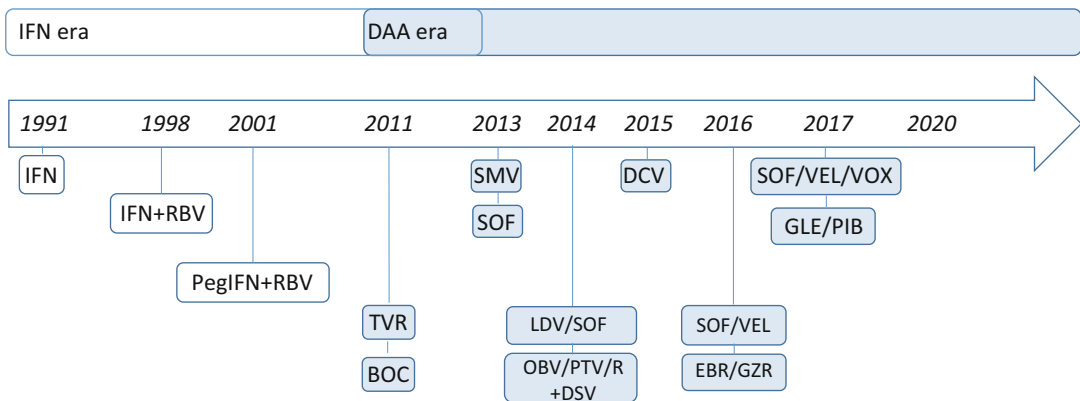 IFN era
DAA era
1991
1998
2001
2011
2013
2014
2015
2016
2017
2020
IFN
SMV
DCV
SOF/VEL/VOX
IFN+RBV
SOF
GLE/PIB
PegIFN+RBV
TVR
LDV/SOF
SOF/VEL
BOC
OBV/PTV/R
+DSV
EBR/GZR